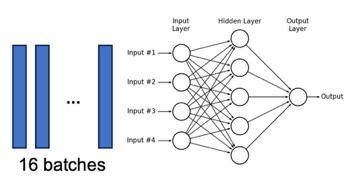 Input
Layer
Hidden Layer
Output
Layer
Input #1
Input #2
Input #3
Input #4
Output
...
16 batches